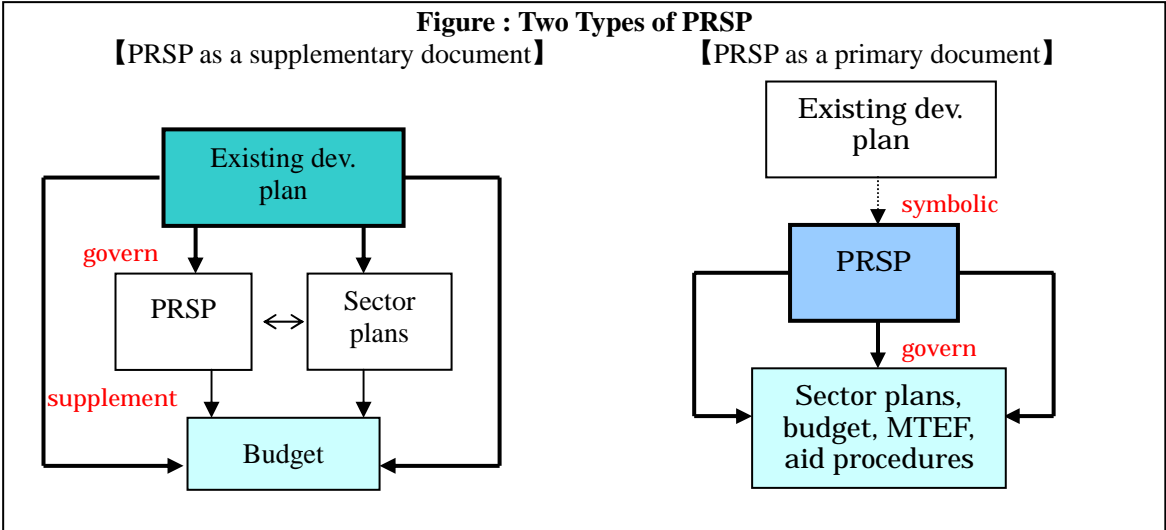 Figure : Two Types of PRSP
【PRSP as a supplementary document】
Existing dev.
plan
govern
PRSP
Sector
plans
supplement
Budget
【PRSP as a primary document】
Existing dev.
plan
symbolic
PRSP
govern
Sector plans,
budget, MTEF,
aid procedures